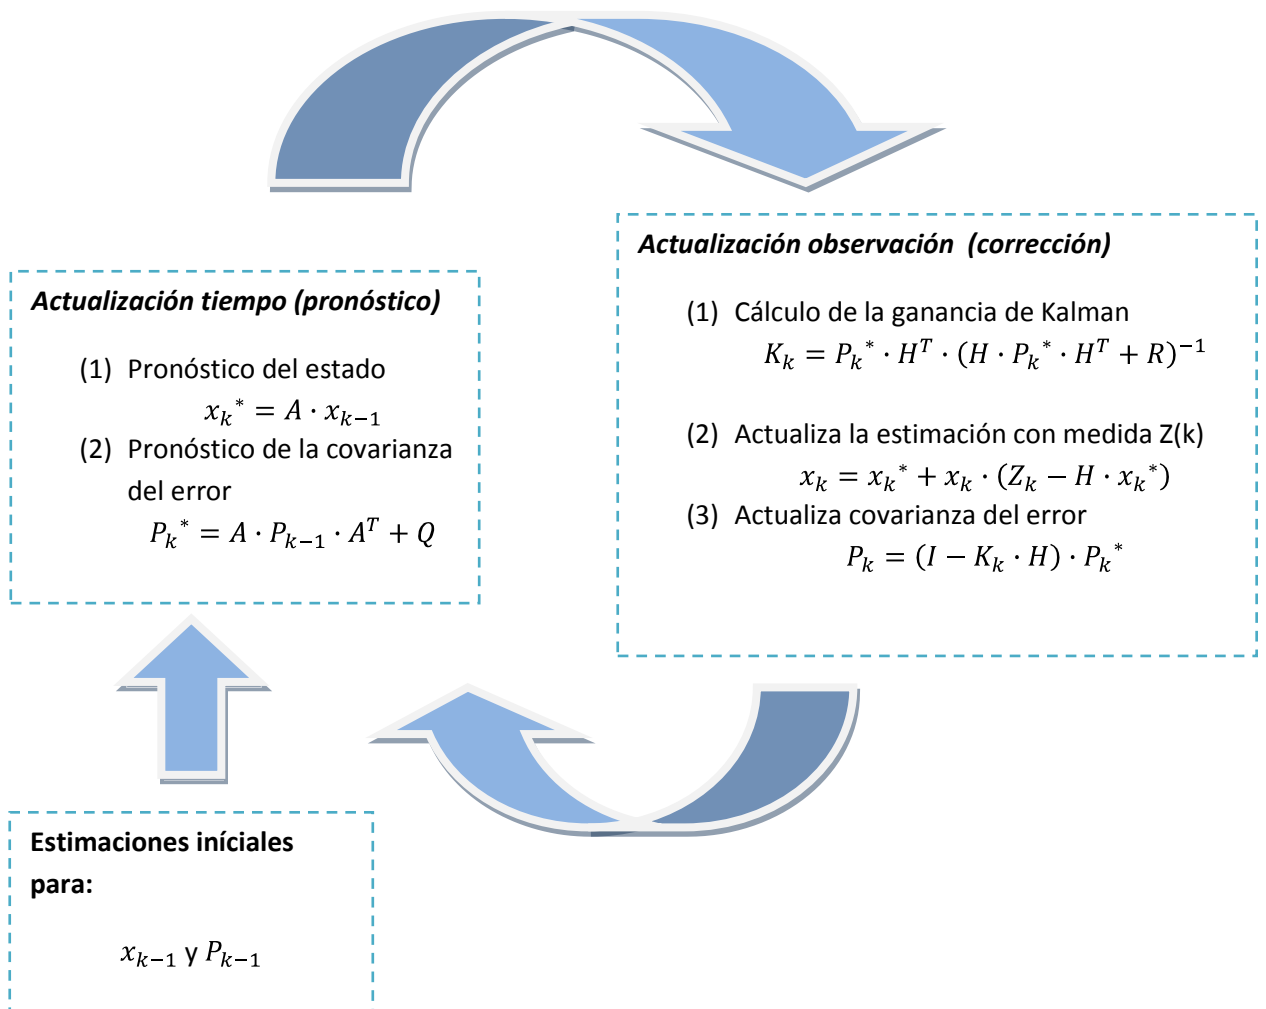 Actualización tiempo (pronóstico)
(1) Pronóstico del estado
x_k^* = A · x_{k−1}
(2) Pronóstico de la covarianza
del error
P_k^* = A · P_{k−1} · A^T + Q
Actualización observación (corrección)
(1) Cálculo de la ganancia de Kalman
K_k = P_k^* · H^T · (H · P_k^* · H^T + R)^{−1}
(2) Actualiza la estimación con medida Z(k)
x_k = x_k^* + x_k · (Z_k − H · x_k^*)
(3) Actualiza covarianza del error
P_k = (I − K_k · H) · P_k^*
Estimaciones iníciales
para:
x_{k−1} y P_{k−1}